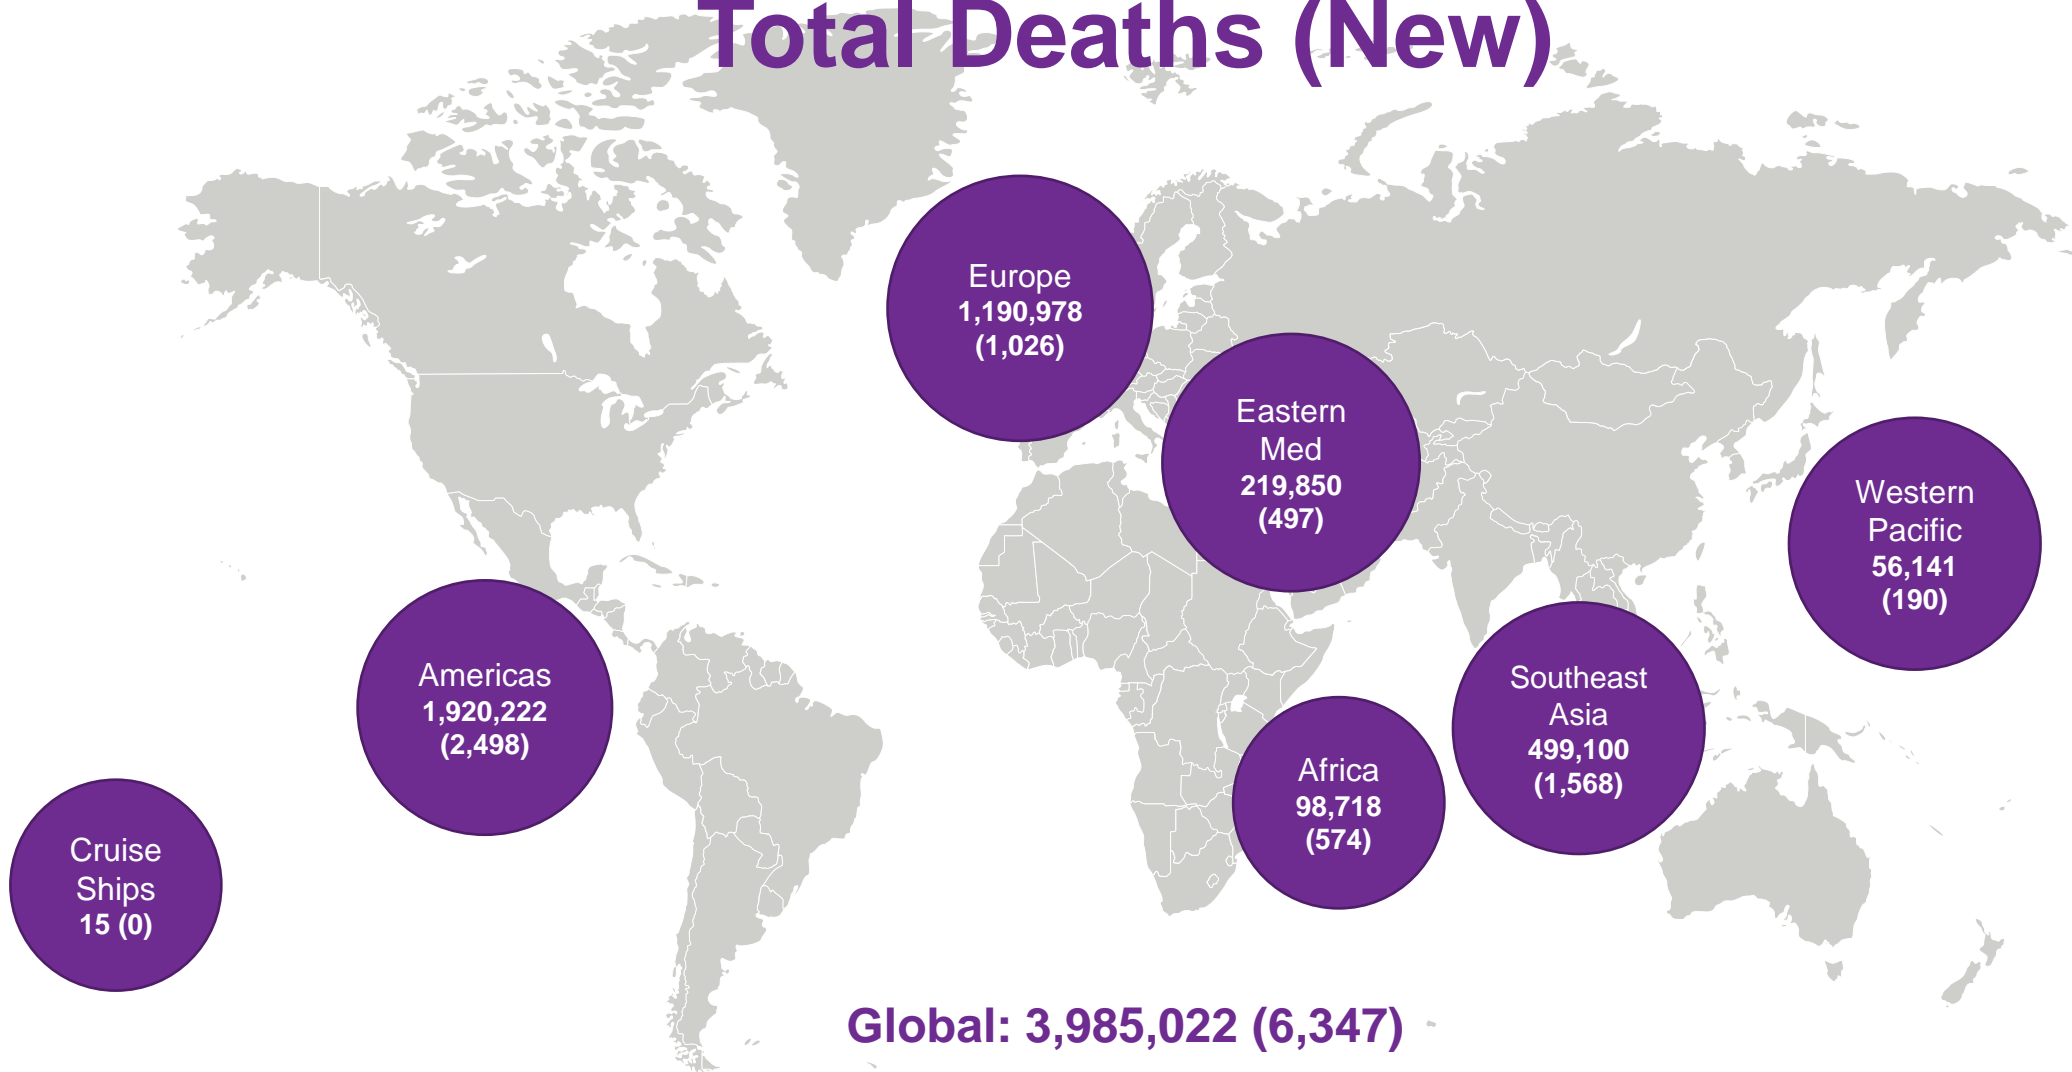 Total Deaths (New)
Europe
1,190,978
(1,026)
Eastern
Med
219,850
(497)
Western
Pacific
56,141
(190)
Americas
1,920,222
(2,498)
Southeast
Asia
499,100
(1,568)
Africa
98,718
(574)
Cruise
Ships
15 (0)
Global: 3,985,022 (6,347)